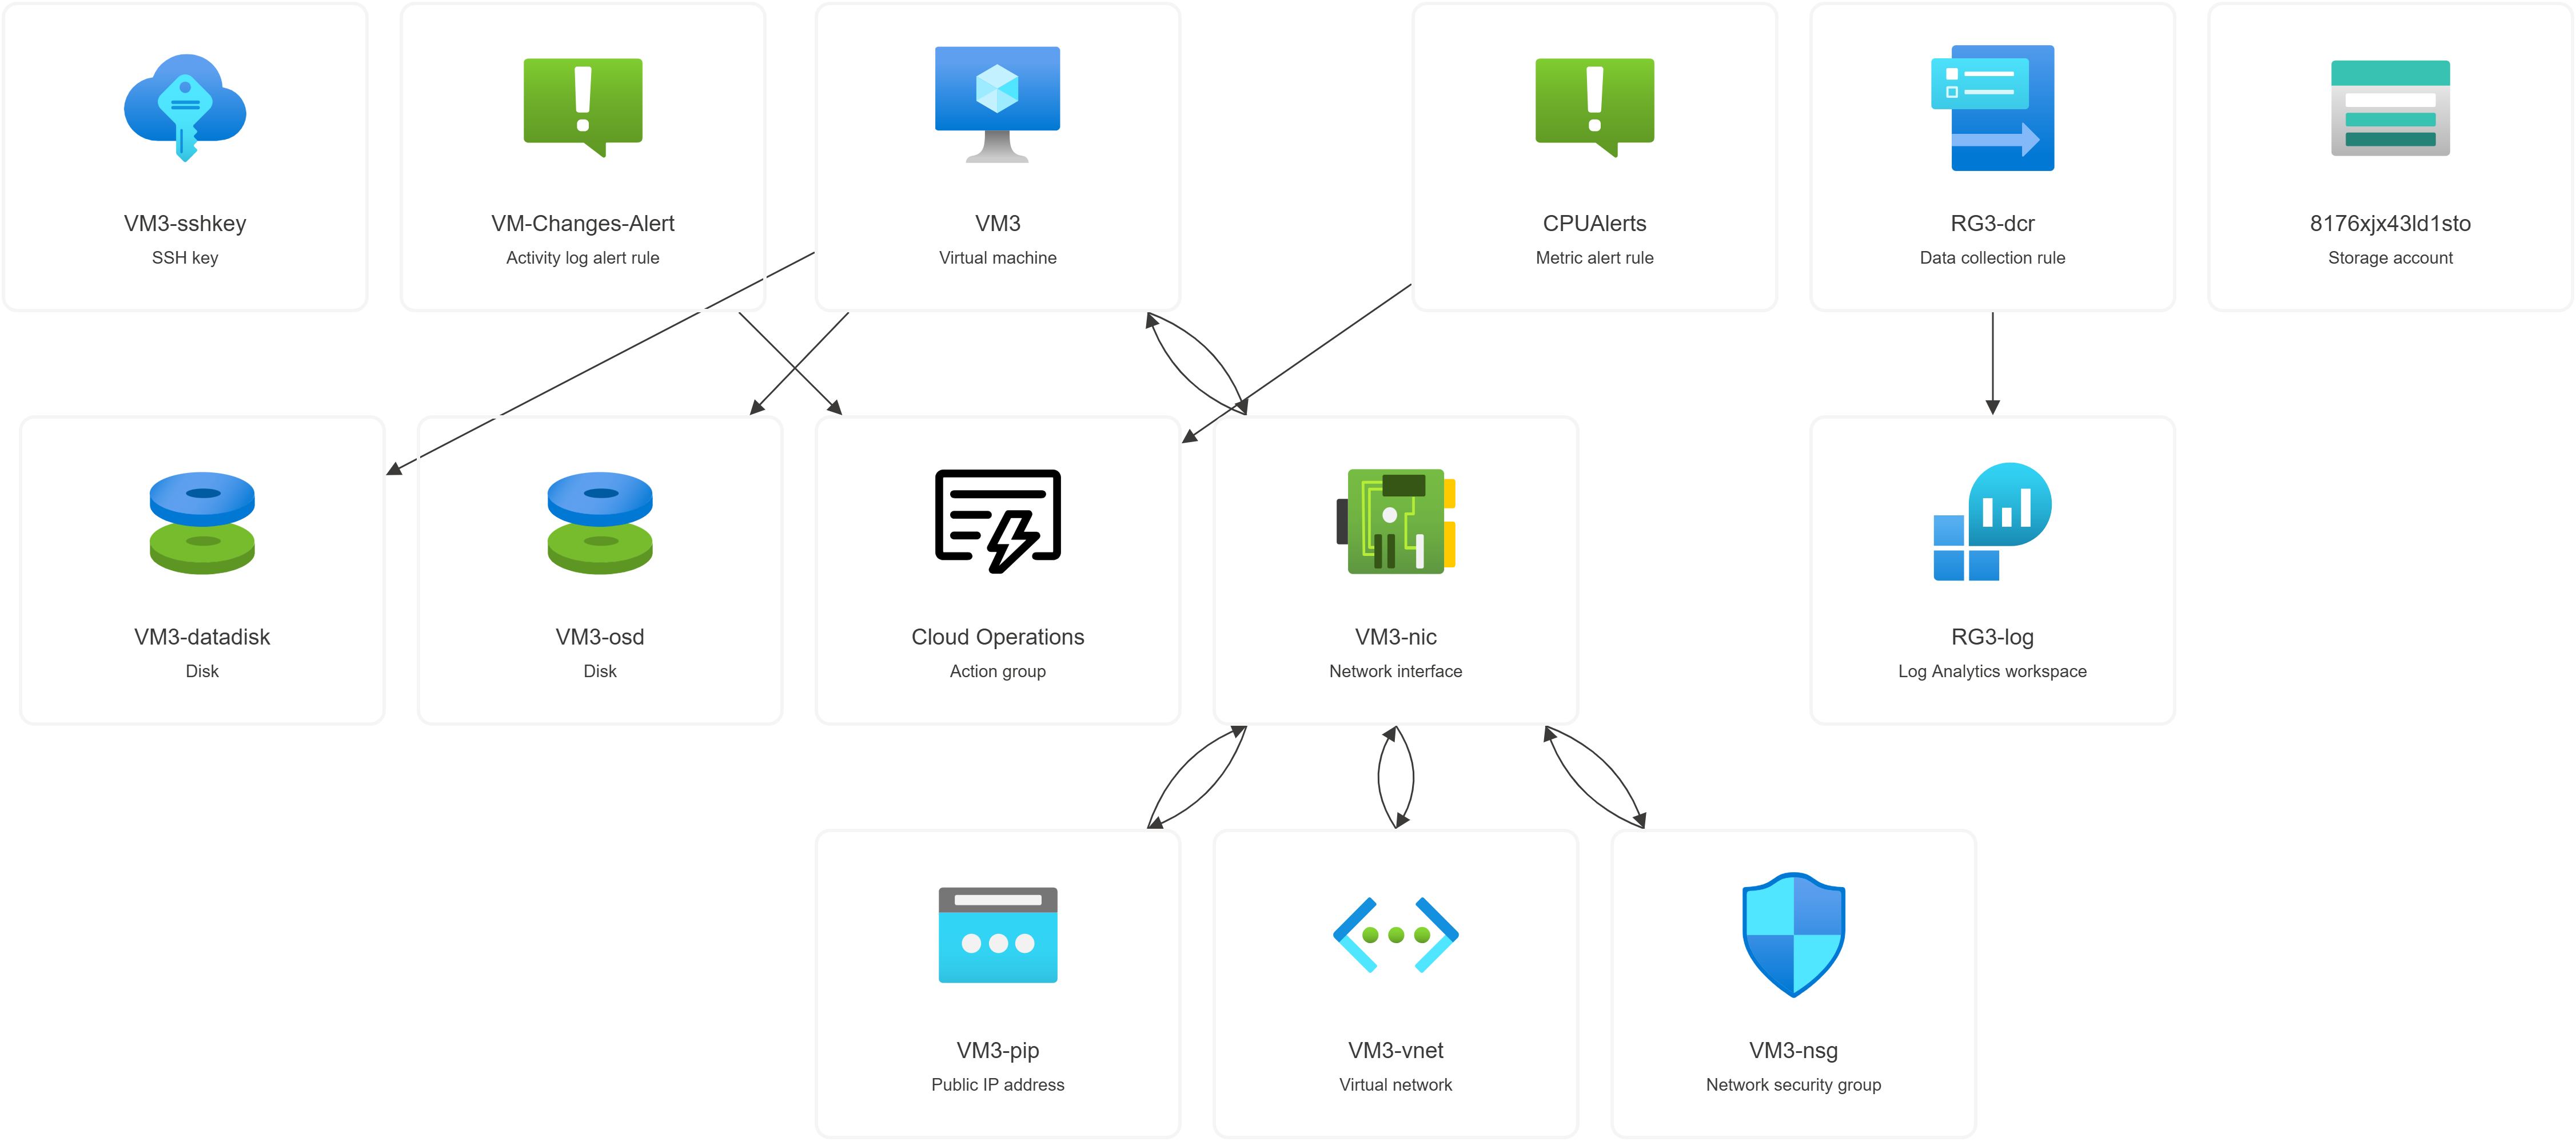 VM3-sshkey
SSH key
VM-Changes-Alert
Activity log alert rule
VM3
Virtual machine
CPUAlerts
Metric alert rule
RG3-dcr
Data collection rule
8176xjx43ld1sto
Storage account
VM3-datadisk
Disk
VM3-osd
Disk
Cloud Operations
Action group
VM3-nic
Network interface
RG3-log
Log Analytics workspace
VM3-pip
Public IP address
VM3-vnet
Virtual network
VM3-nsg
Network security group